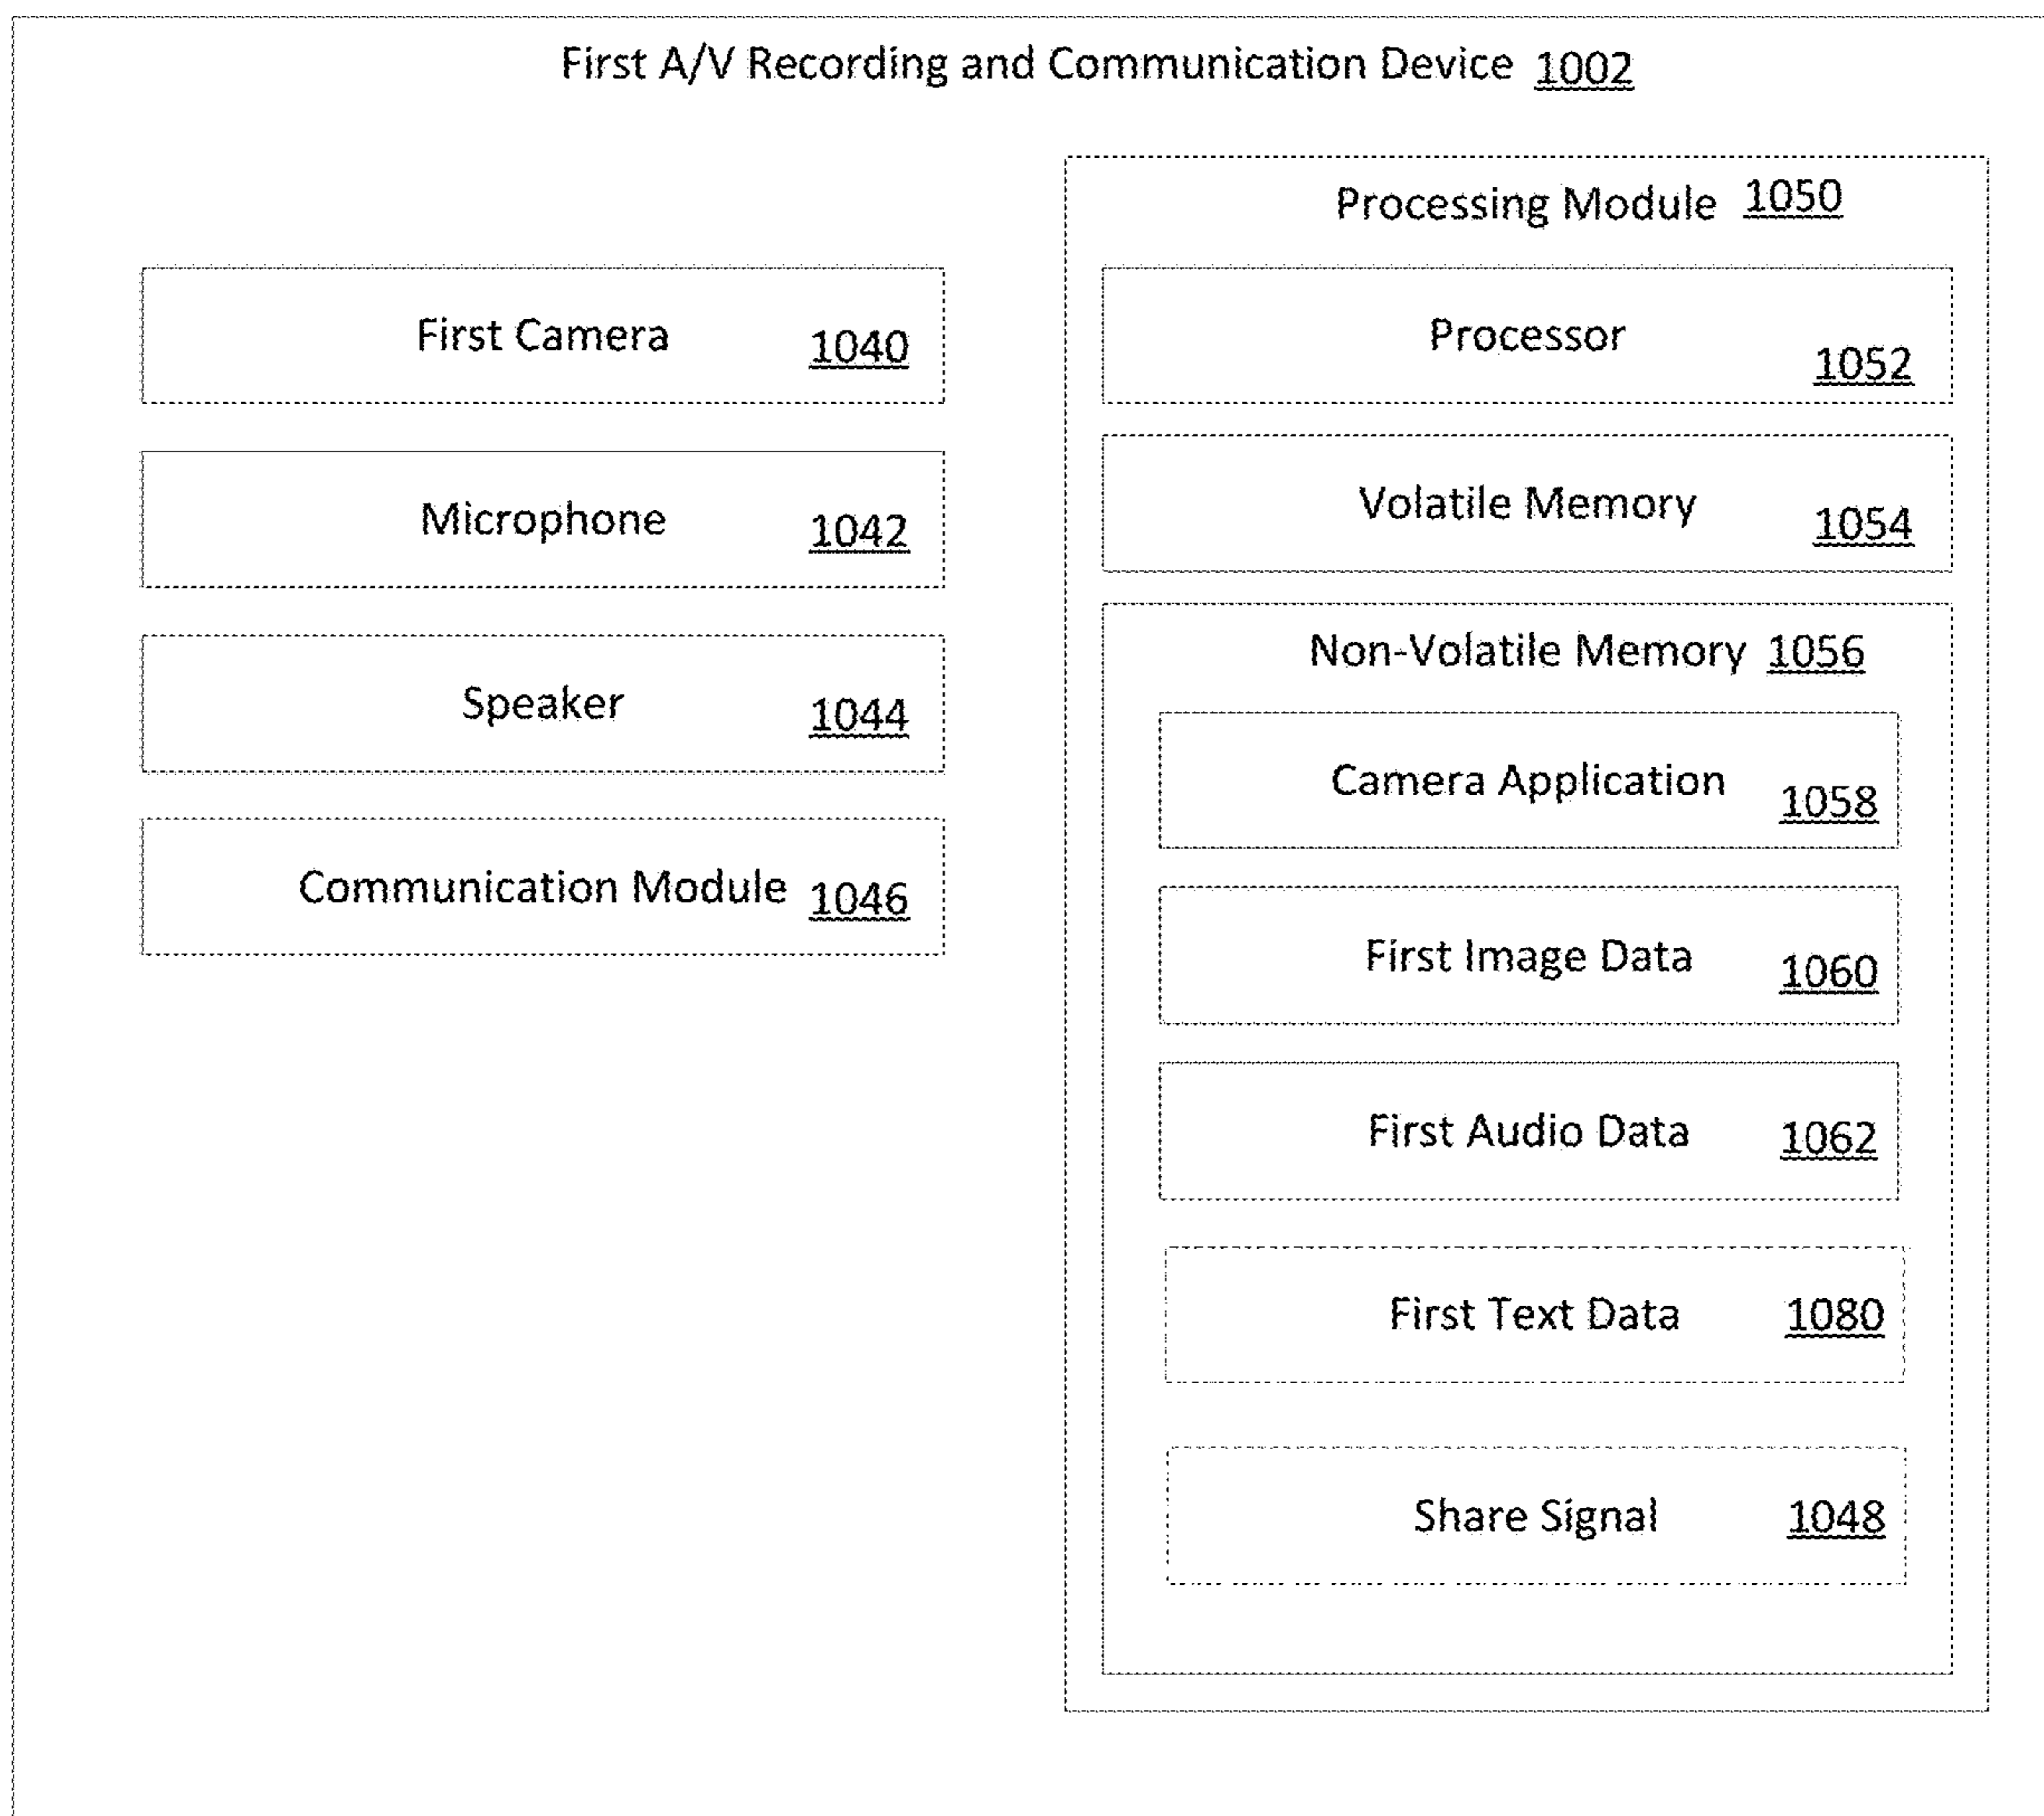 First A/V Recording and Communication Device 1002
First Camera 1040
Microphone 1042
Speaker 1044
Communication Module 1046
Processing Module 1050
Processor 1052
Volatile Memory 1054
Non-Volatile Memory 1056
Camera Application 1058
First Image Data 1060
First Audio Data 1062
First Text Data 1080
Share Signal 1048